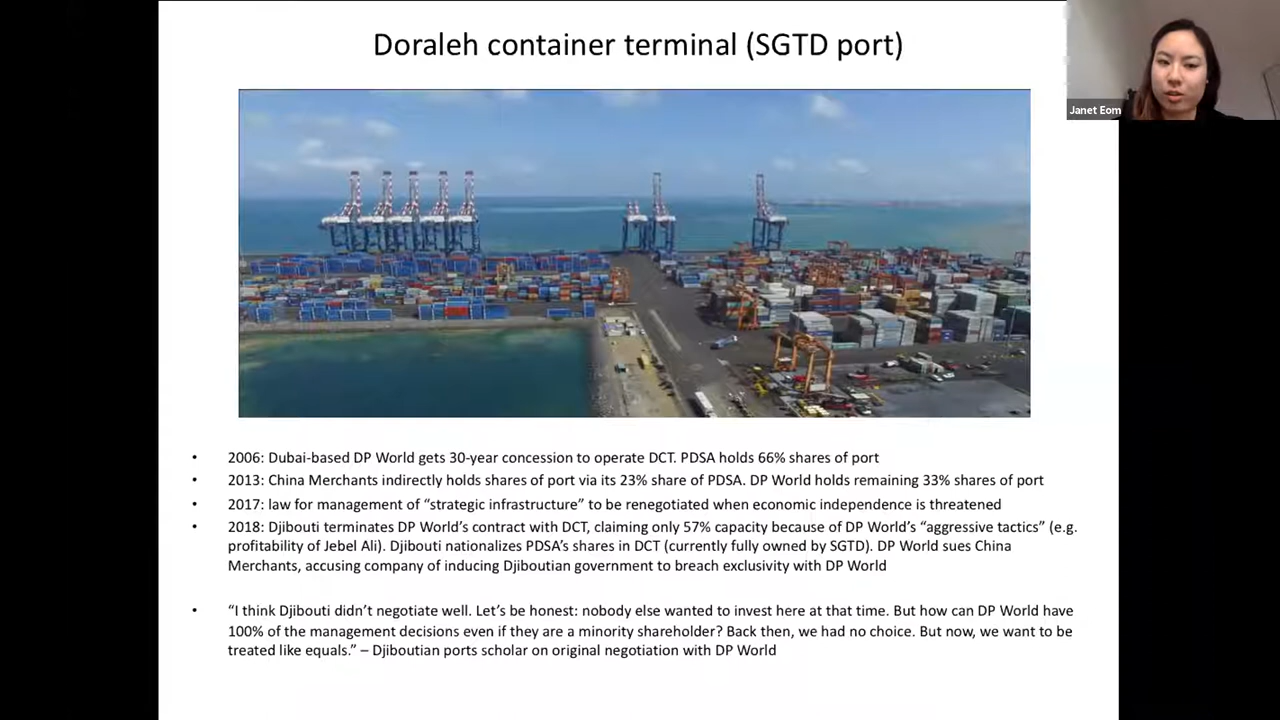 Doraleh container terminal (SGTD port)
Janet Eom
• 2006: Dubai-based DP World gets 30-year concession to operate DCT. PDSA holds 66% shares of port
• 2013: China Merchants indirectly holds shares of port via its 23% share of PDSA. DP World holds remaining 33% shares of port
• 2017: law for management of “strategic infrastructure” to be renegotiated when economic independence is threatened
• 2018: Djibouti terminates DP World’s contract with DCT, claiming only 57% capacity because of DP World’s “aggressive tactics” (e.g.
profitability of Jebel Ali). Djibouti nationalizes PDSA’s shares in DCT (currently fully owned by SGTD). DP World sues China
Merchants, accusing company of inducing Djiboutian government to breach exclusivity with DP World
• “I think Djibouti didn’t negotiate well. Let’s be honest: nobody else wanted to invest here at that time. But how can DP World have
100% of the management decisions even if they are a minority shareholder? Back then, we had no choice. But now, we want to be
treated like equals.” – Djiboutian ports scholar on original negotiation with DP World